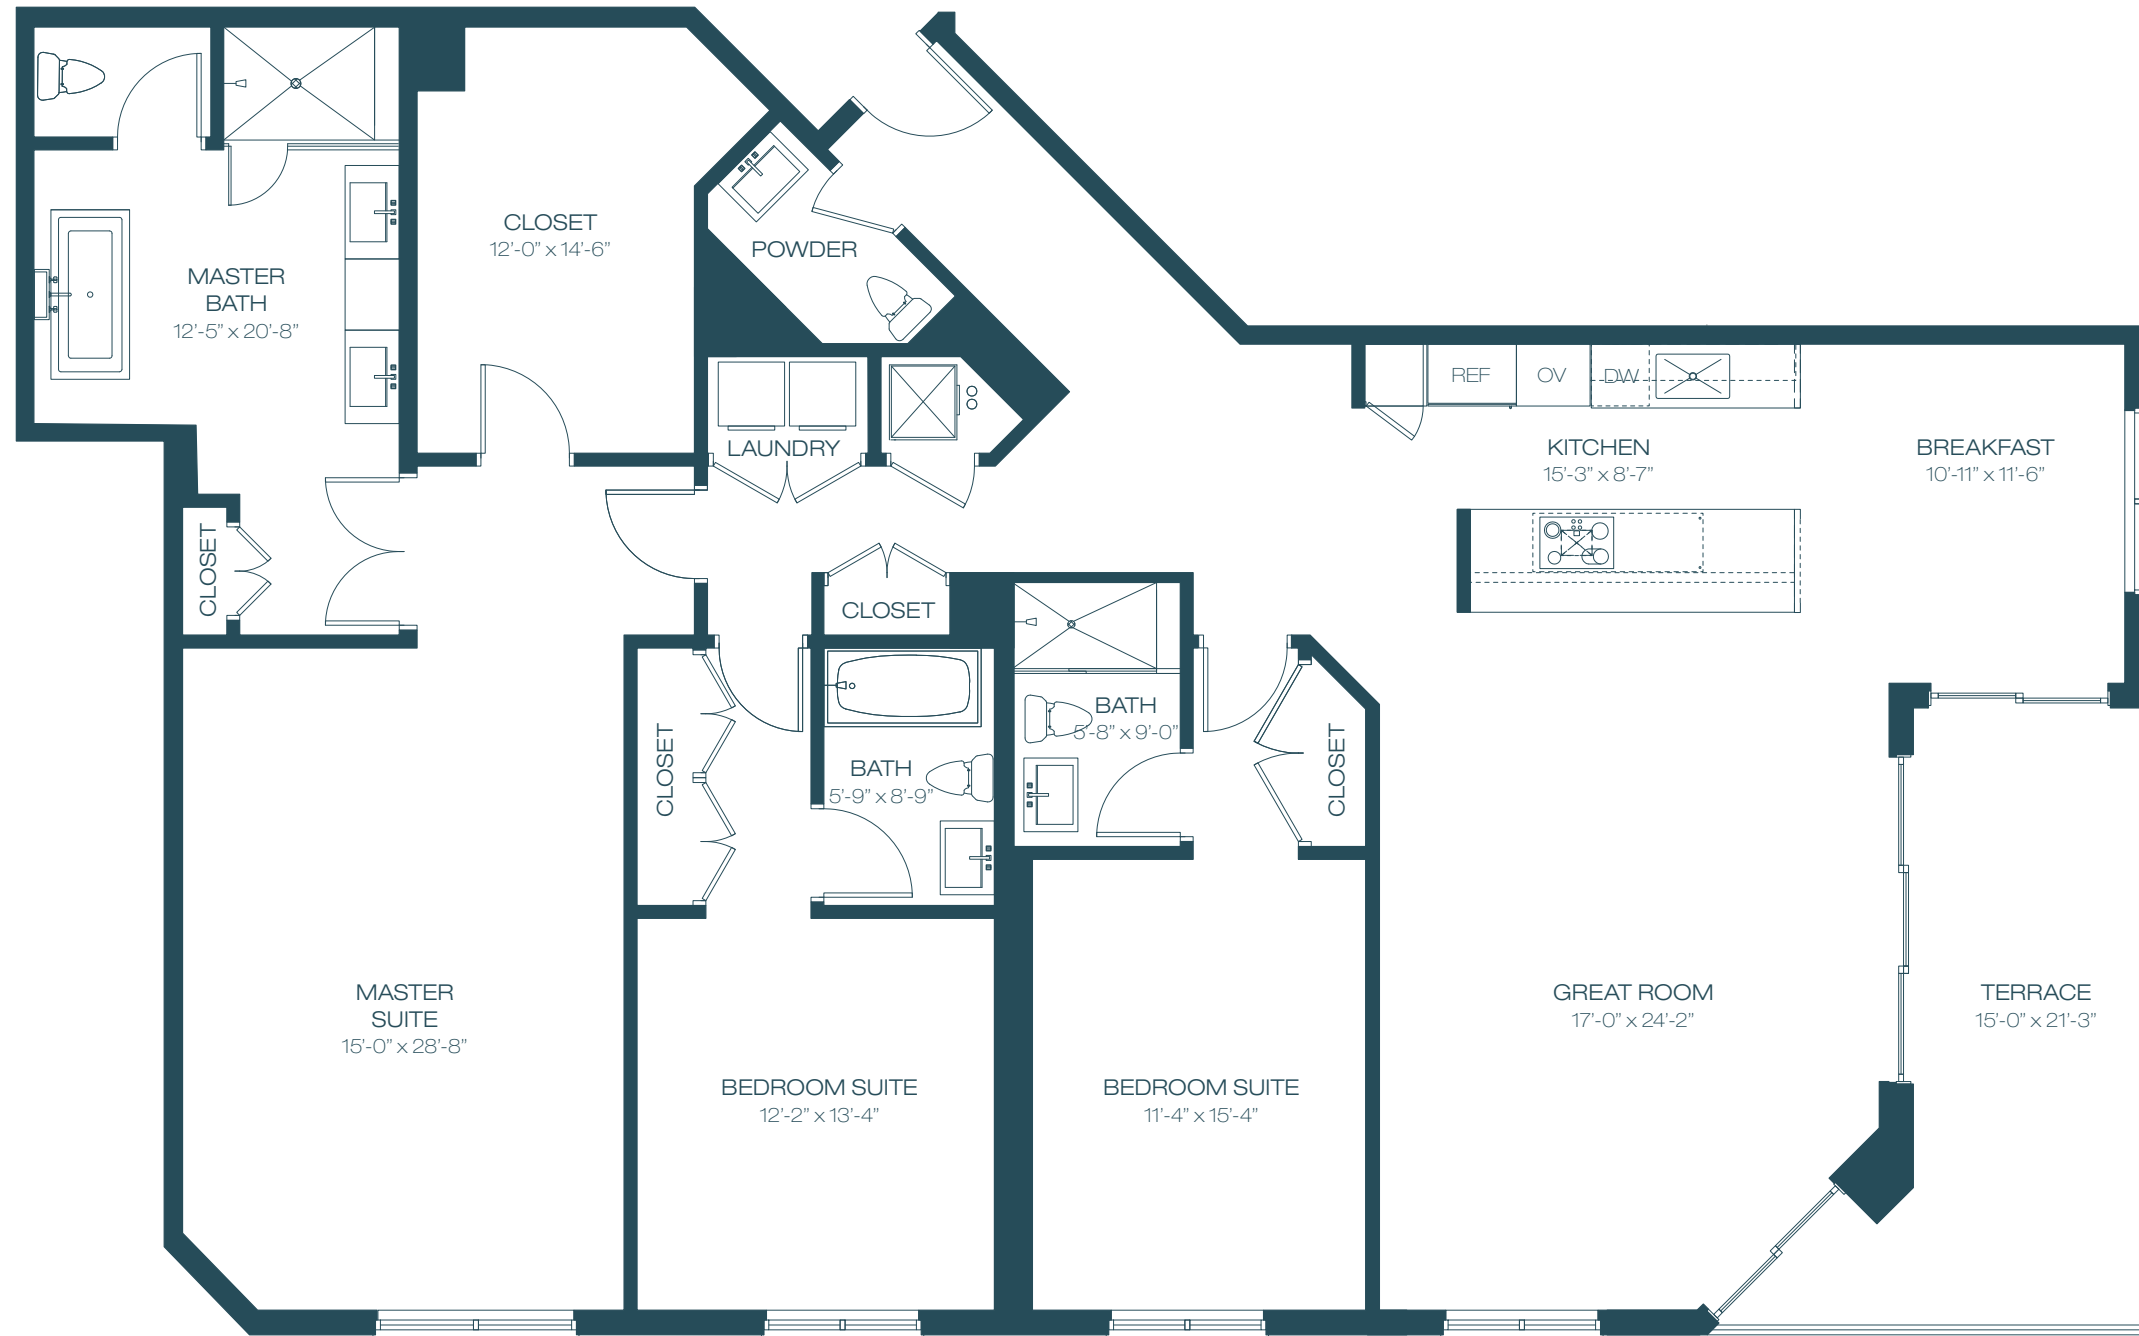 CLOSET
12'-0" x 14'-6"
POWDER
MASTER
BATH
12'-5" x 20'-8"
REF
OV
DW
LAUNDRY
KITCHEN
15'-3" x 8'-7"
BREAKFAST
10'-11" x 11'-6"
CLOSET
CLOSET
BATH
5'-8" x 9'-0"
CLOSET
CLOSET
BATH
5'-9" x 8'-9"
MASTER
SUITE
15'-0" x 28'-8"
GREAT ROOM
17'-0" x 24'-2"
TERRACE
15'-0" x 21'-3"
BEDROOM SUITE
12'-2" x 13'-4"
BEDROOM SUITE
11'-4" x 15'-4"